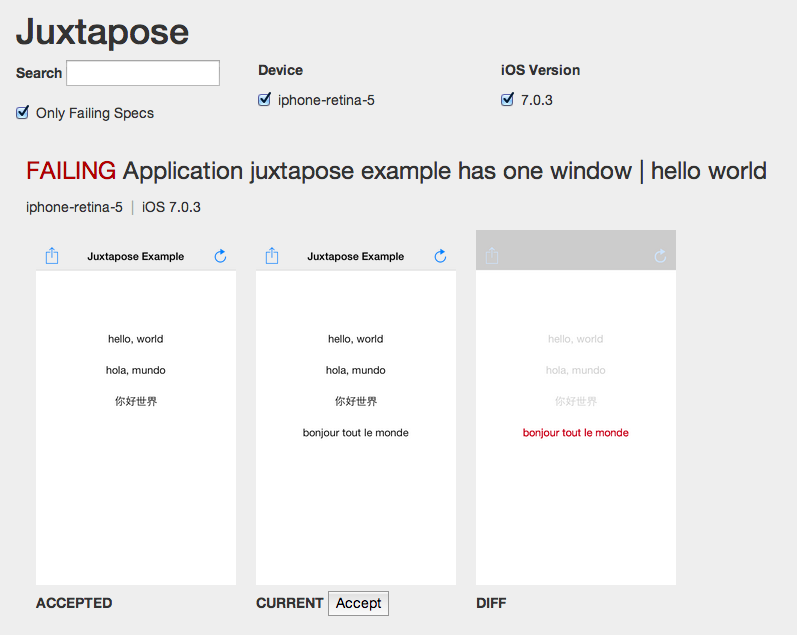 Juxtapose
Search
Device
iOS Version
iphone-retina-5
7.0.3
Only Failing Specs
FAILING Application juxtapose example has one window | hello world
iphone-retina-5 | iOS 7.0.3
Juxtapose Example
hello, world
hola, mundo
你好世界
ACCEPTED
Juxtapose Example
hello, world
hola, mundo
你好世界
bonjour tout le monde
CURRENT Accept
hello, world
hola, mundo
你好世界
bonjour tout le monde
DIFF